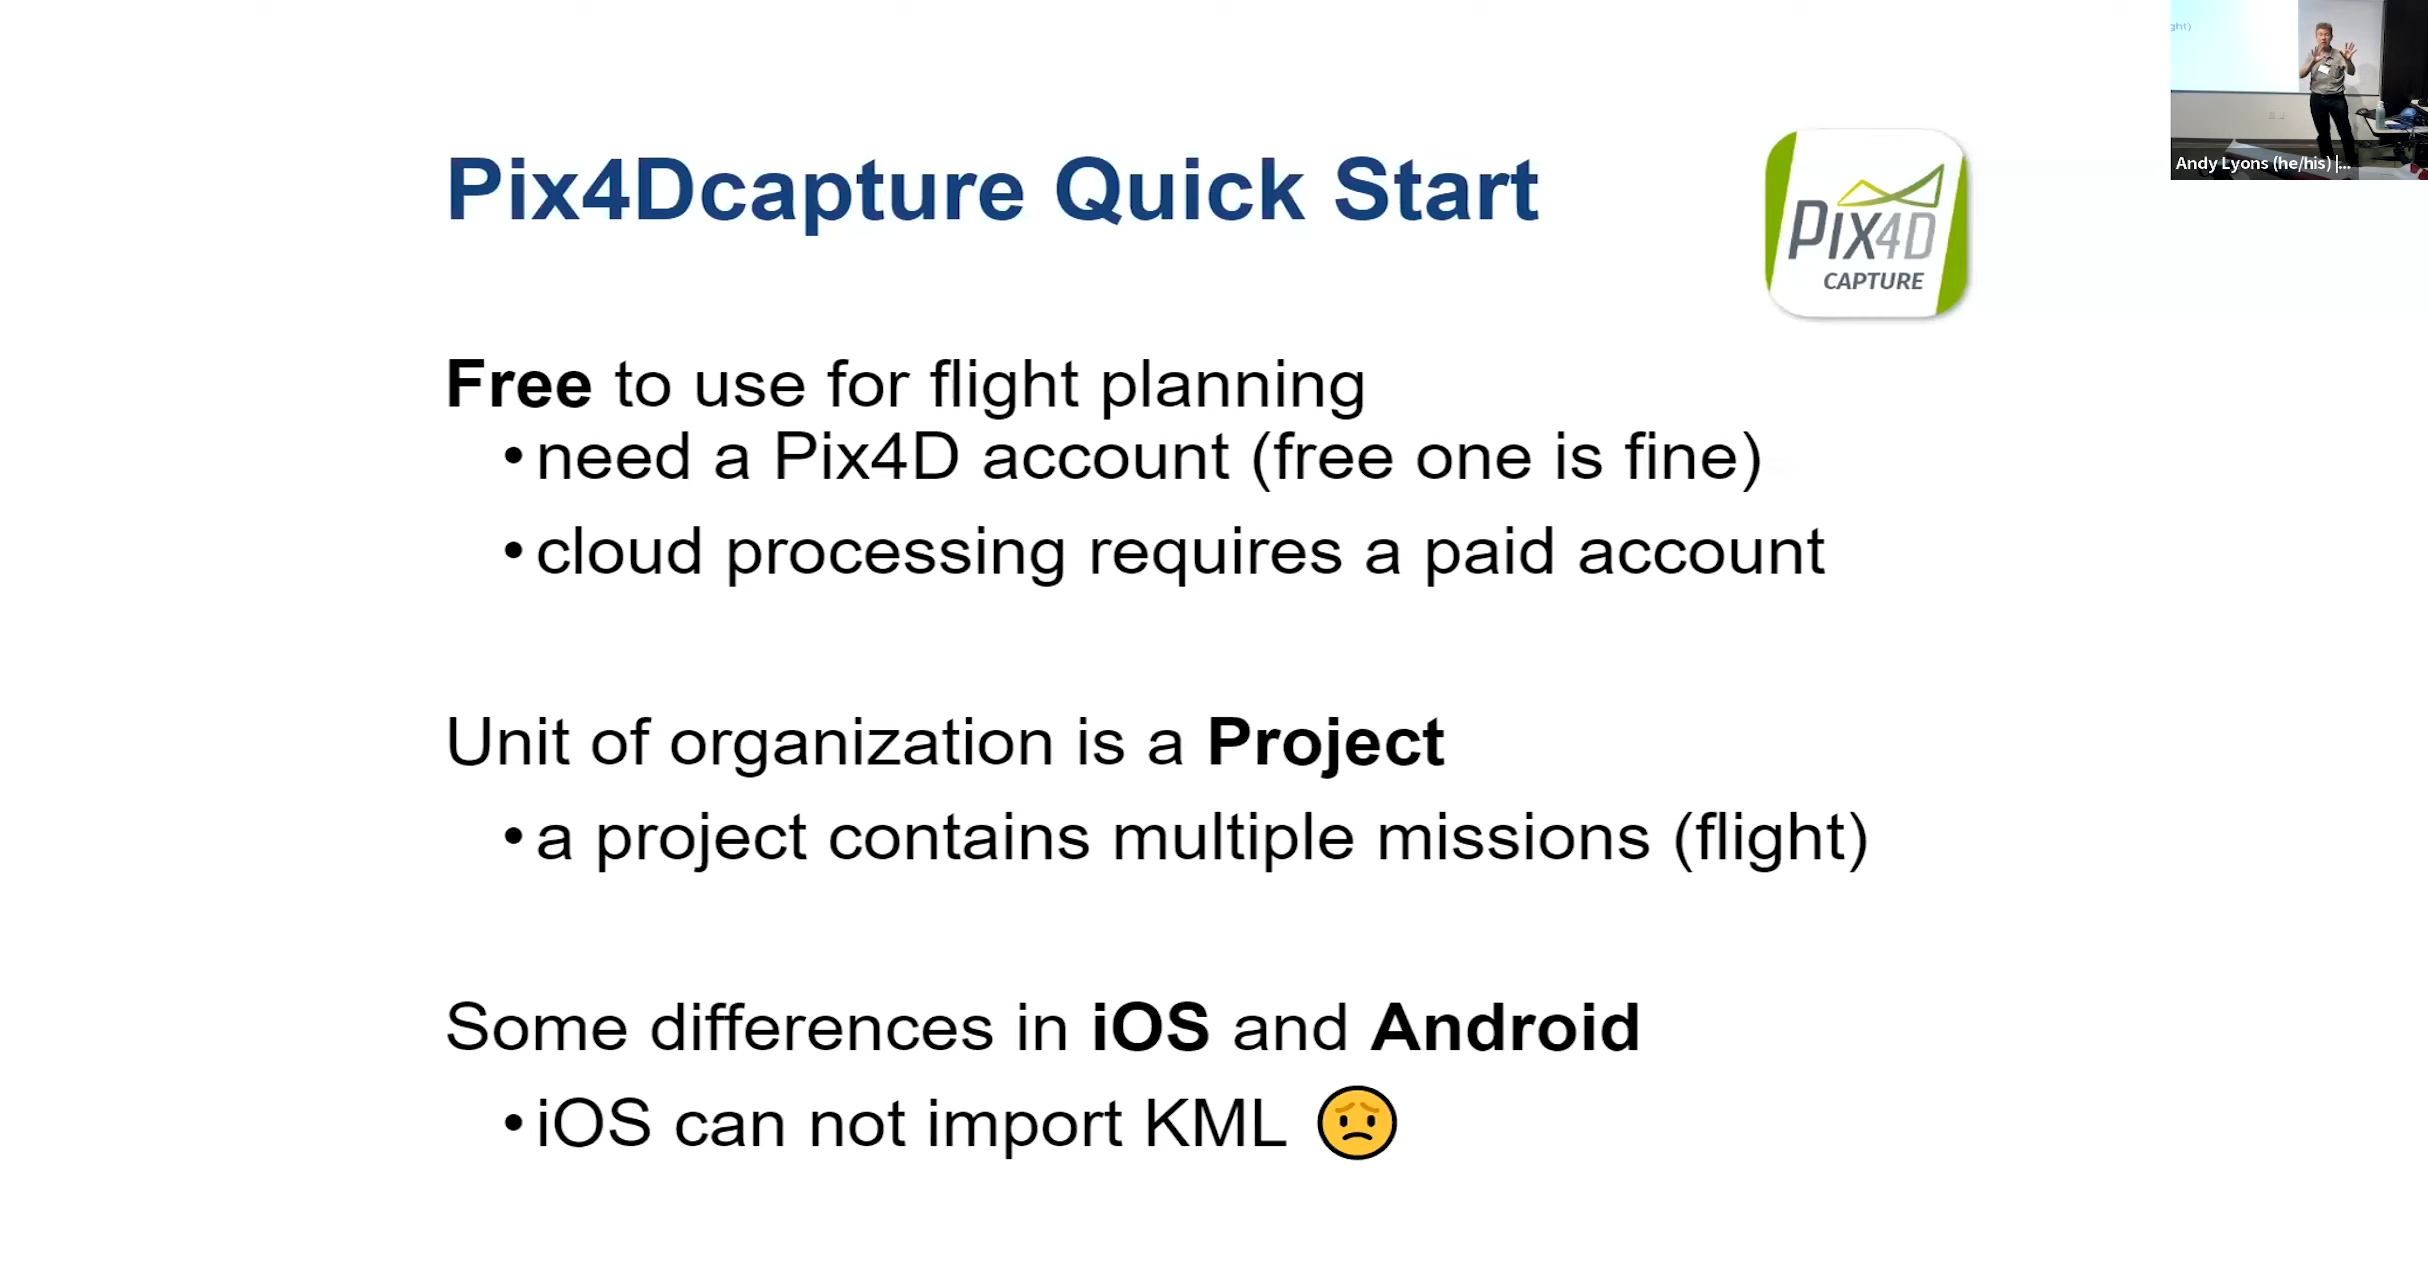 ght)
Andy Lyons (he/his) |...
Pix4Dcapture Quick Start
PIX4D
CAPTURE
Free to use for flight planning
• need a Pix4D account (free one is fine)
• cloud processing requires a paid account
Unit of organization is a Project
• a project contains multiple missions (flight)
Some differences in iOS and Android
• iOS can not import KML 😟